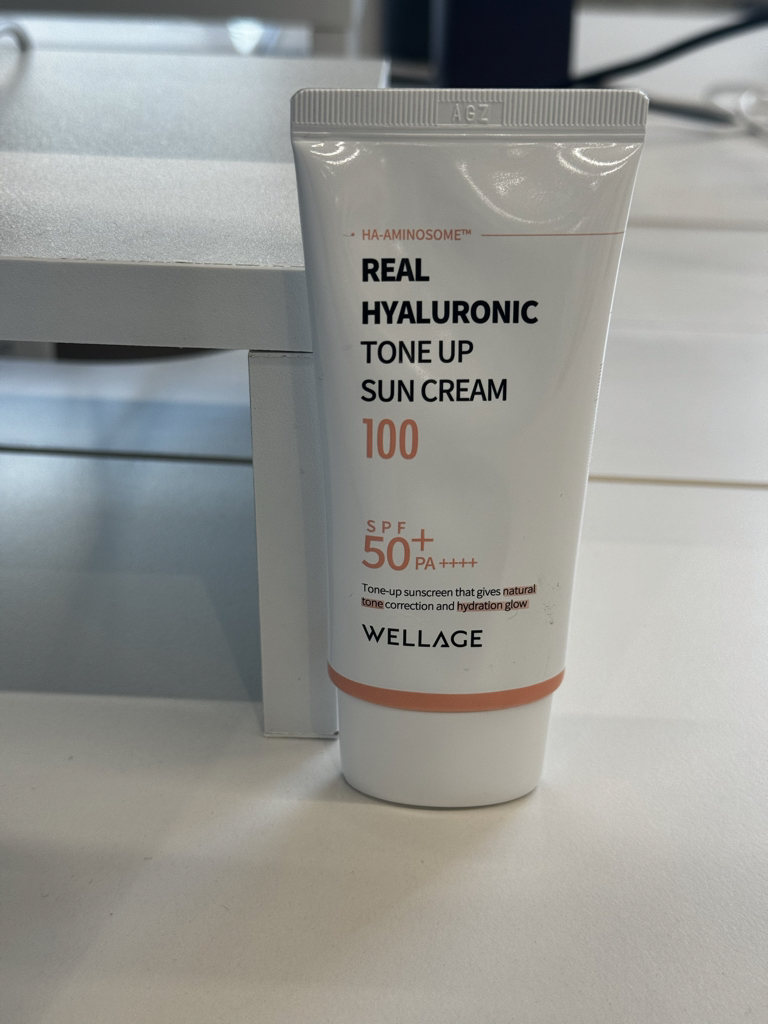 AGZ
HA-AMINOSOME™
REAL
HYALURONIC
TONE UP
SUN CREAM
100
SPF
50+
PA ++++
Tone-up sunscreen that gives natural
tone correction and hydration glow
WELLAGE